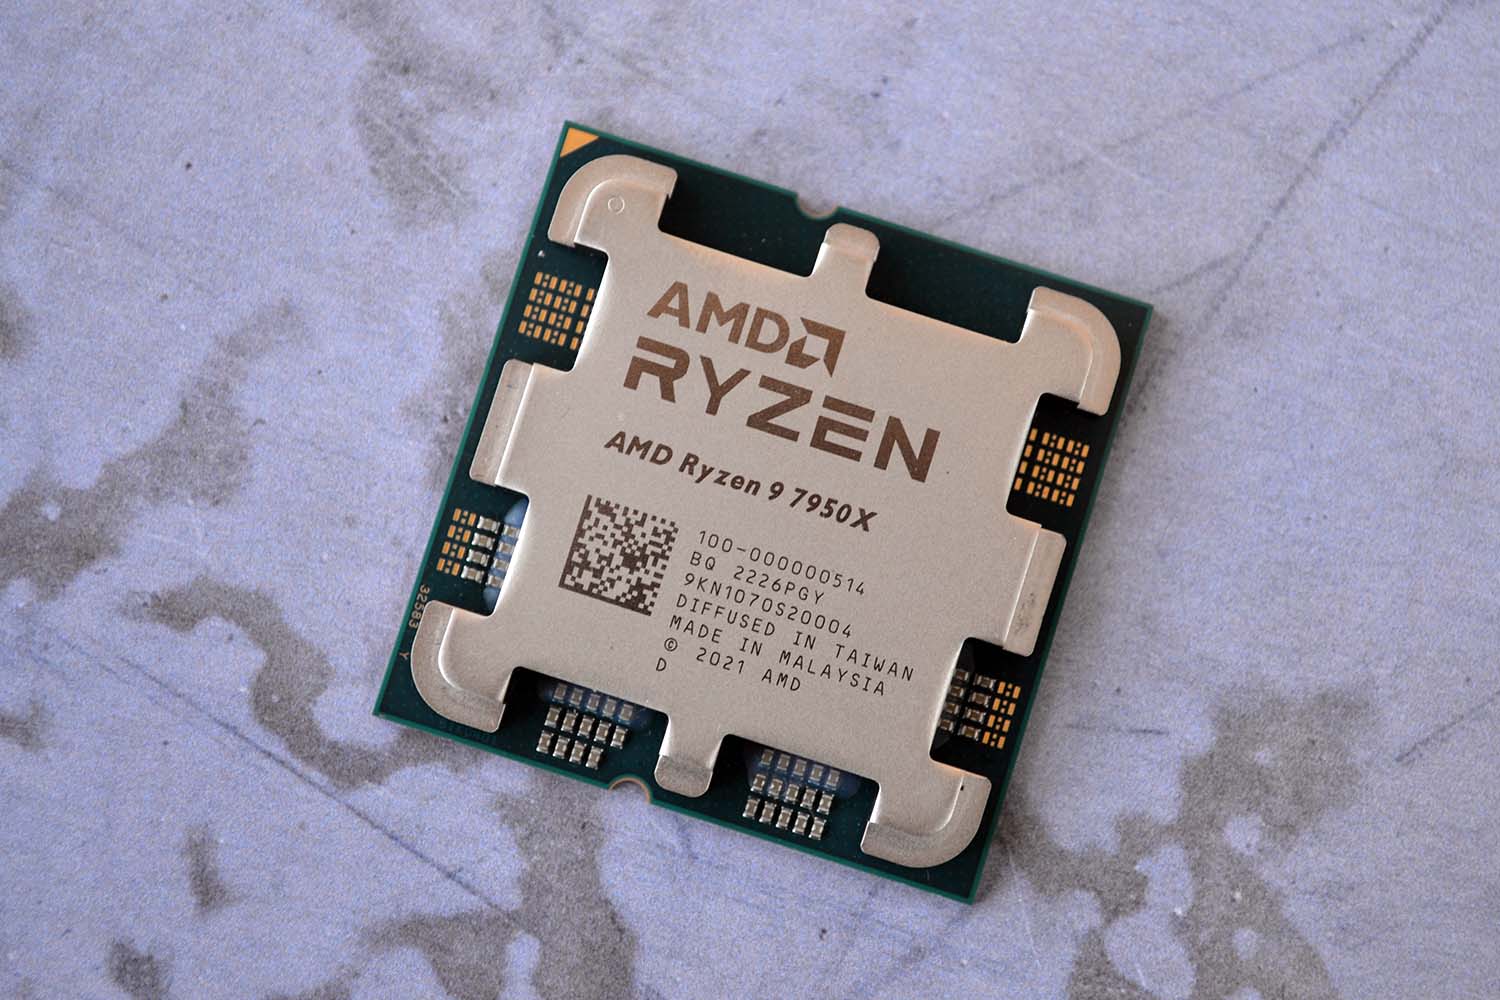 AMD
RYZEN
AMD Ryzen 9 7950X
100-000000514
BQ 2226PGY
9KN1070S20004
DIFFUSED IN TAIWAN
MADE IN MALAYSIA
© 2021 AMD
D
32583 Y